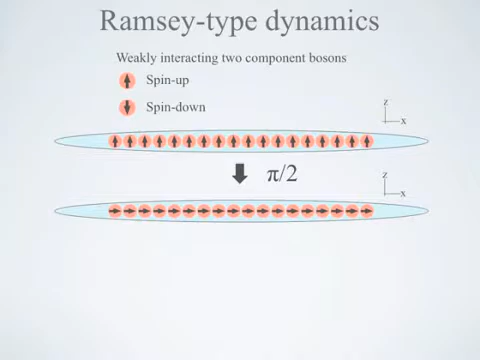 Ramsey-type dynamics
Weakly interacting two component bosons
Spin-up
Spin-down
z
x
π/2
z
x